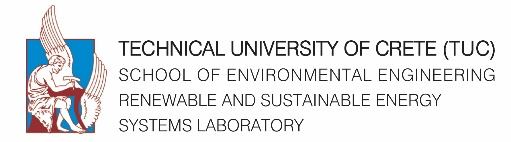 TECHNICAL UNIVERSITY OF CRETE (TUC)
SCHOOL OF ENVIRONMENTAL ENGINEERING
RENEWABLE AND SUSTAINABLE ENERGY
SYSTEMS LABORATORY